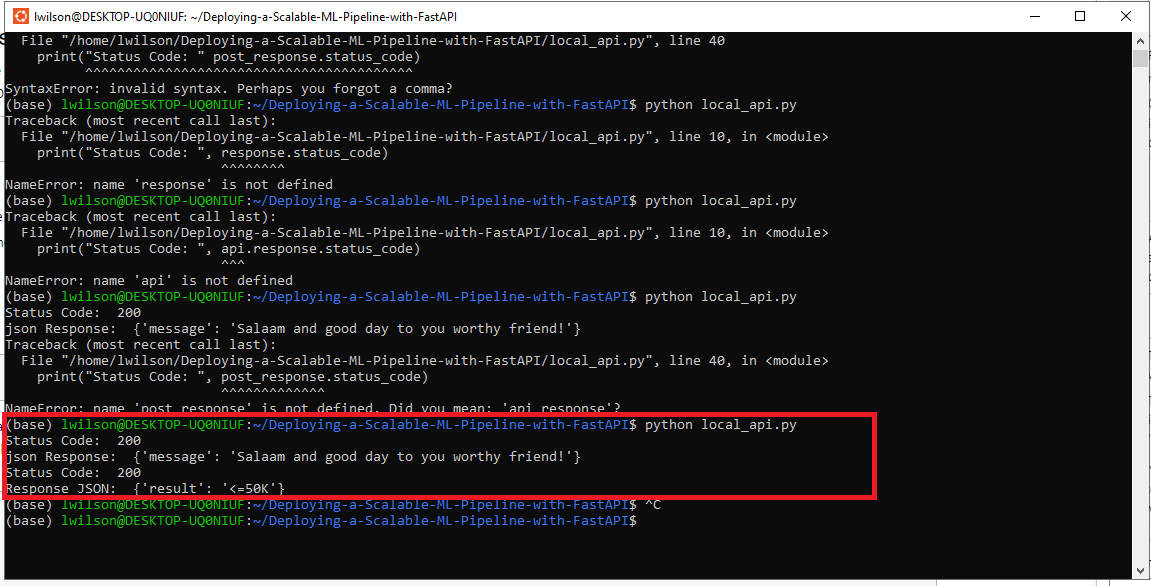 lwilson@DESKTOP-UQ0NIUF: ~/Deploying-a-Scalable-ML-Pipeline-with-FastAPI
File "/home/lwilson/Deploying-a-Scalable-ML-Pipeline-with-FastAPI/local_api.py", line 40
print("Status Code: " post_response.status_code)
^^^^^^^^^^^^^^^^^^^^^^^^^^^^^^^^^^^^^^^^^
SyntaxError: invalid syntax. Perhaps you forgot a comma?
(base) lwilson@DESKTOP-UQ0NIUF:~/Deploying-a-Scalable-ML-Pipeline-with-FastAPI$ python local_api.py
Traceback (most recent call last):
File "/home/lwilson/Deploying-a-Scalable-ML-Pipeline-with-FastAPI/local_api.py", line 10, in <module>
print("Status Code: ", response.status_code)
^^^^^^^^
NameError: name 'response' is not defined
(base) lwilson@DESKTOP-UQ0NIUF:~/Deploying-a-Scalable-ML-Pipeline-with-FastAPI$ python local_api.py
Traceback (most recent call last):
File "/home/lwilson/Deploying-a-Scalable-ML-Pipeline-with-FastAPI/local_api.py", line 10, in <module>
print("Status Code: ", api.response.status_code)
^^^
NameError: name 'api' is not defined
(base) lwilson@DESKTOP-UQ0NIUF:~/Deploying-a-Scalable-ML-Pipeline-with-FastAPI$ python local_api.py
Status Code:  200
json Response:  {'message': 'Salaam and good day to you worthy friend!'}
Traceback (most recent call last):
File "/home/lwilson/Deploying-a-Scalable-ML-Pipeline-with-FastAPI/local_api.py", line 40, in <module>
print("Status Code: ", post_response.status_code)
^^^^^^^^^^^^^
NameError: name 'post_response' is not defined. Did you mean: 'api_response'?
(base) lwilson@DESKTOP-UQ0NIUF:~/Deploying-a-Scalable-ML-Pipeline-with-FastAPI$ python local_api.py
Status Code:  200
json Response:  {'message': 'Salaam and good day to you worthy friend!'}
Status Code:  200
Response JSON:  {'result': '<=50K'}
(base) lwilson@DESKTOP-UQ0NIUF:~/Deploying-a-Scalable-ML-Pipeline-with-FastAPI$ ^C
(base) lwilson@DESKTOP-UQ0NIUF:~/Deploying-a-Scalable-ML-Pipeline-with-FastAPI$